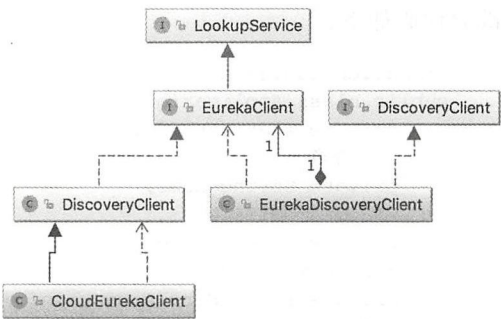 I LookupService
I EurekaClient
I DiscoveryClient
1
1
C DiscoveryClient
C EurekaDiscoveryClient
C CloudEurekaClient